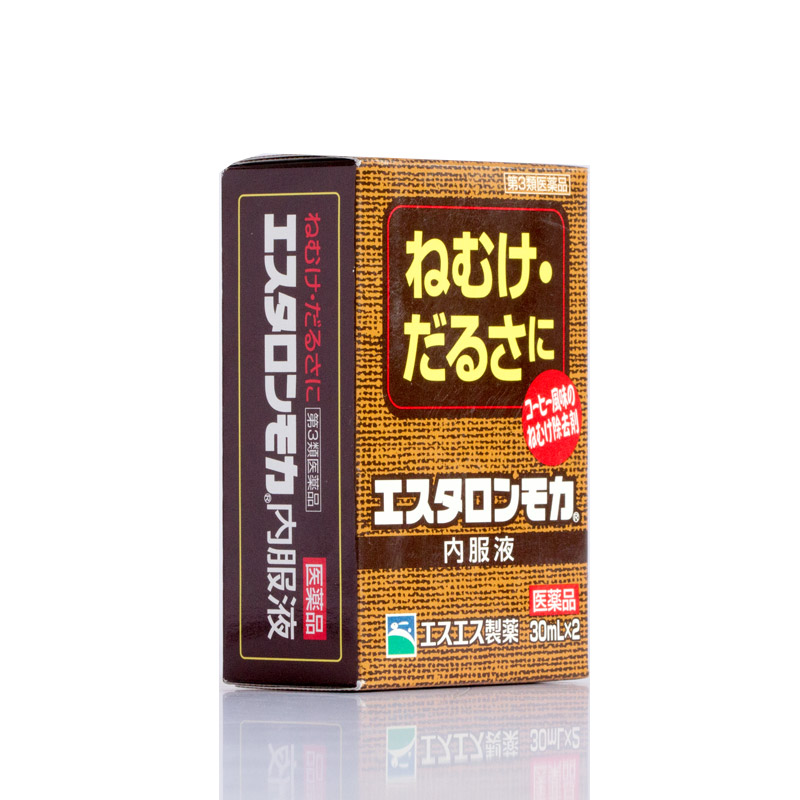 第3類医薬品
ねむけ・
だるさに
コーヒー風味の
ねむけ除去剤
エスタロンモカ®
内服液
医薬品
エスエス製薬 30mL×2
ねむけ・だるさに
第3類医薬品
エスタロンモカ®内服液
医薬品